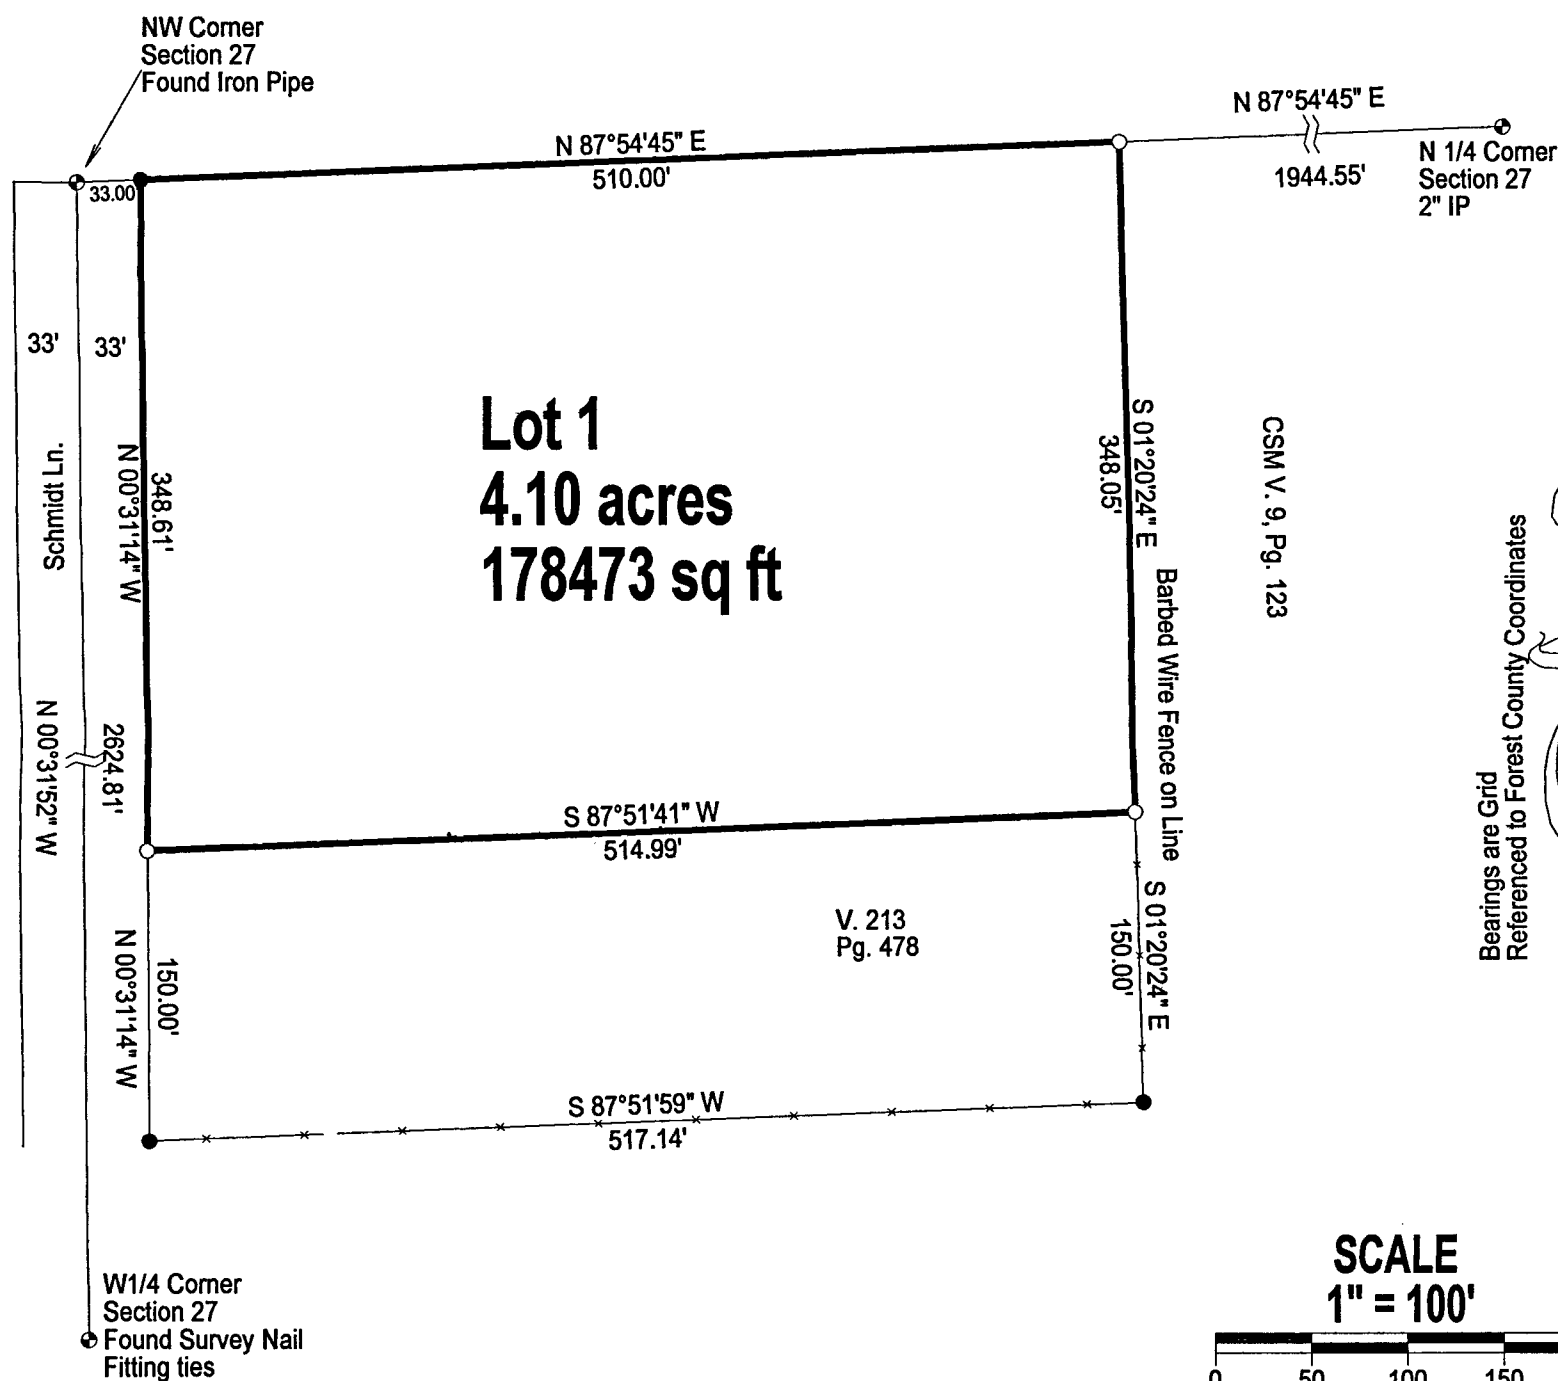 NW Corner
Section 27
Found Iron Pipe
N 87°54'45" E
N 87°54'45" E
510.00'
1944.55'
N 1/4 Corner
Section 27
2" IP
33.00
33'
33'
Schmidt Ln.
N 00°31'14" W
348.61'
Lot 1
4.10 acres
178473 sq ft
S 01°20'24" E
348.05'
CSM V. 9, Pg. 123
Barbed Wire Fence on Line
Bearings are Grid
Referenced to Forest County Coordinates
N 00°31'52" W
2624.81'
S 87°51'41" W
514.99'
V. 213
Pg. 478
N 00°31'14" W
150.00'
S 01°20'24" E
150.00'
S 87°51'59" W
517.14'
W1/4 Corner
Section 27
Found Survey Nail
Fitting ties
SCALE
1" = 100'
0 50 100 150